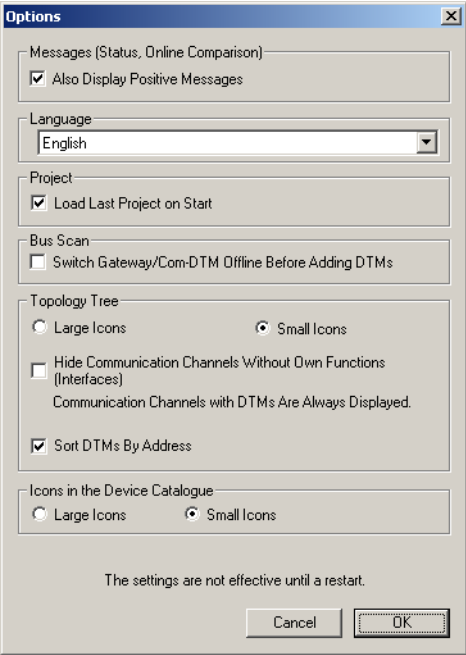 Options
Messages (Status, Online Comparison)
Also Display Positive Messages
Language
English
Project
Load Last Project on Start
Bus Scan
Switch Gateway/Com-DTM Offline Before Adding DTMs
Topology Tree
Large Icons Small Icons
Hide Communication Channels Without Own Functions
(Interfaces)
Communication Channels with DTMs Are Always Displayed.
Sort DTMs By Address
Icons in the Device Catalogue
Large Icons Small Icons
The settings are not effective until a restart.
Cancel OK